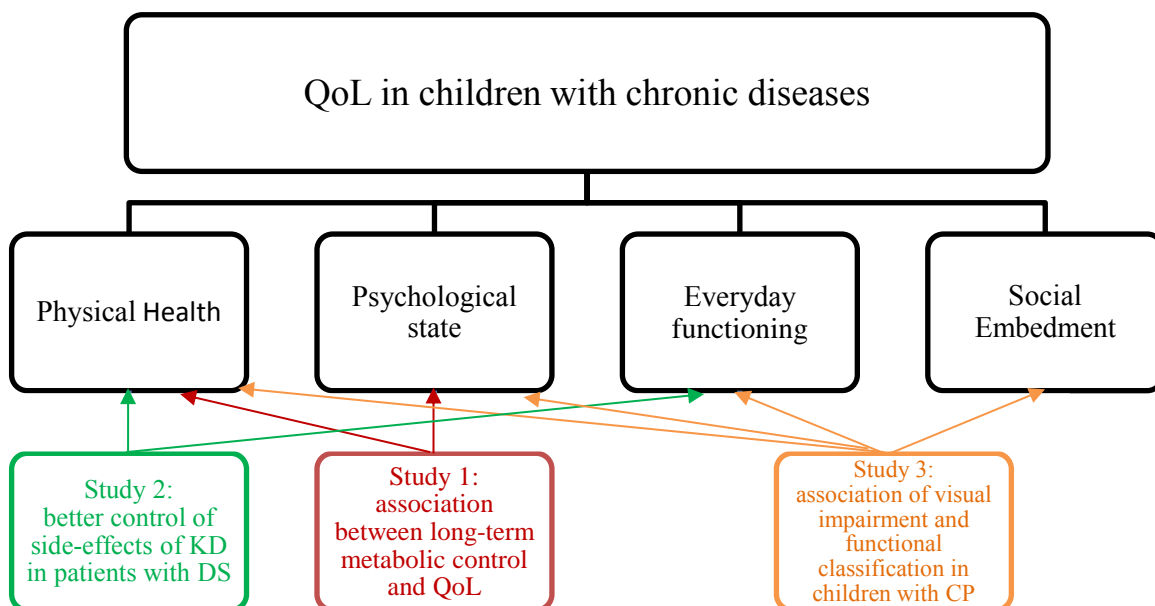 QoL in children with chronic diseases
Physical Health
Psychological
state
Everyday
functioning
Social
Embedment
Study 2:
better control of
side-effects of KD
in patients with DS
Study 1:
association
between long-term
metabolic control
and QoL
Study 3:
association of visual
impairment and
functional
classification in
children with CP